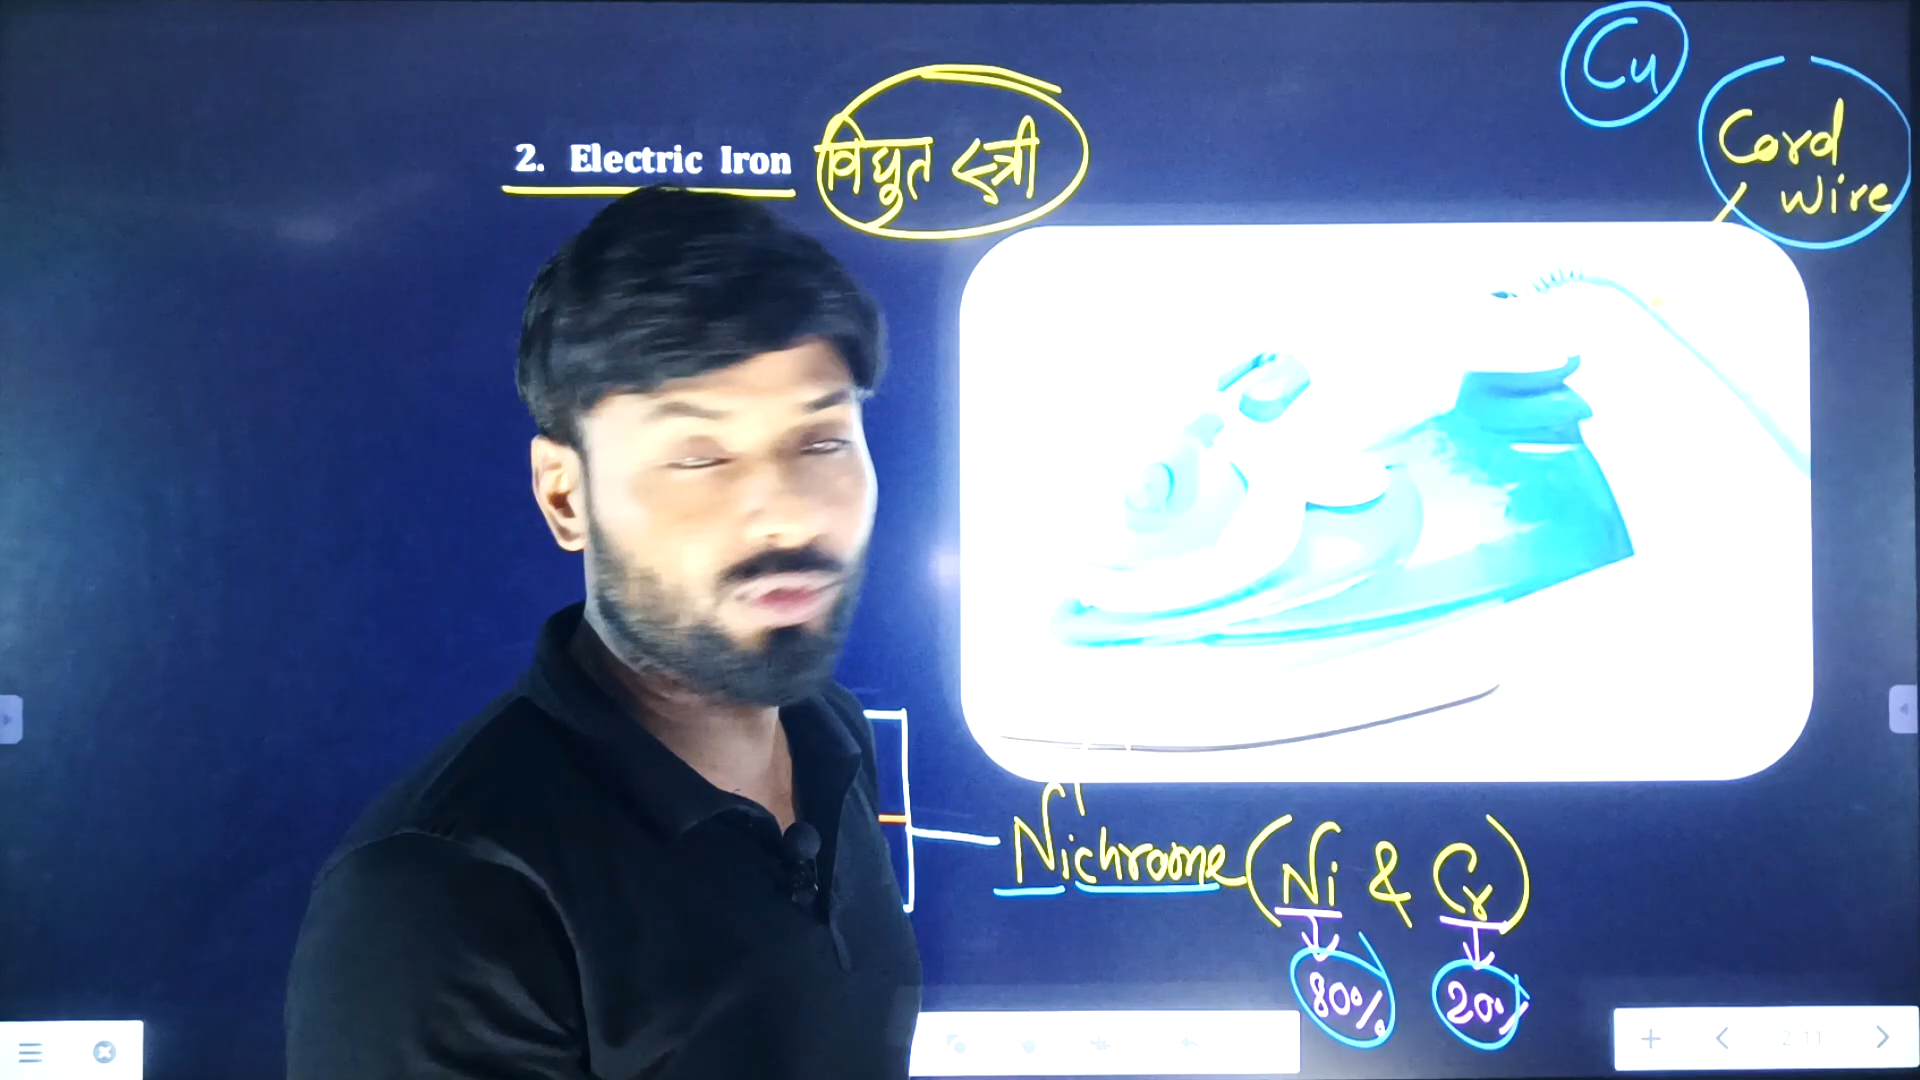 Cu
Cord
wire
2. Electric Iron विद्युत स्त्री
Nichrome (Ni & Cr)
80% 20%